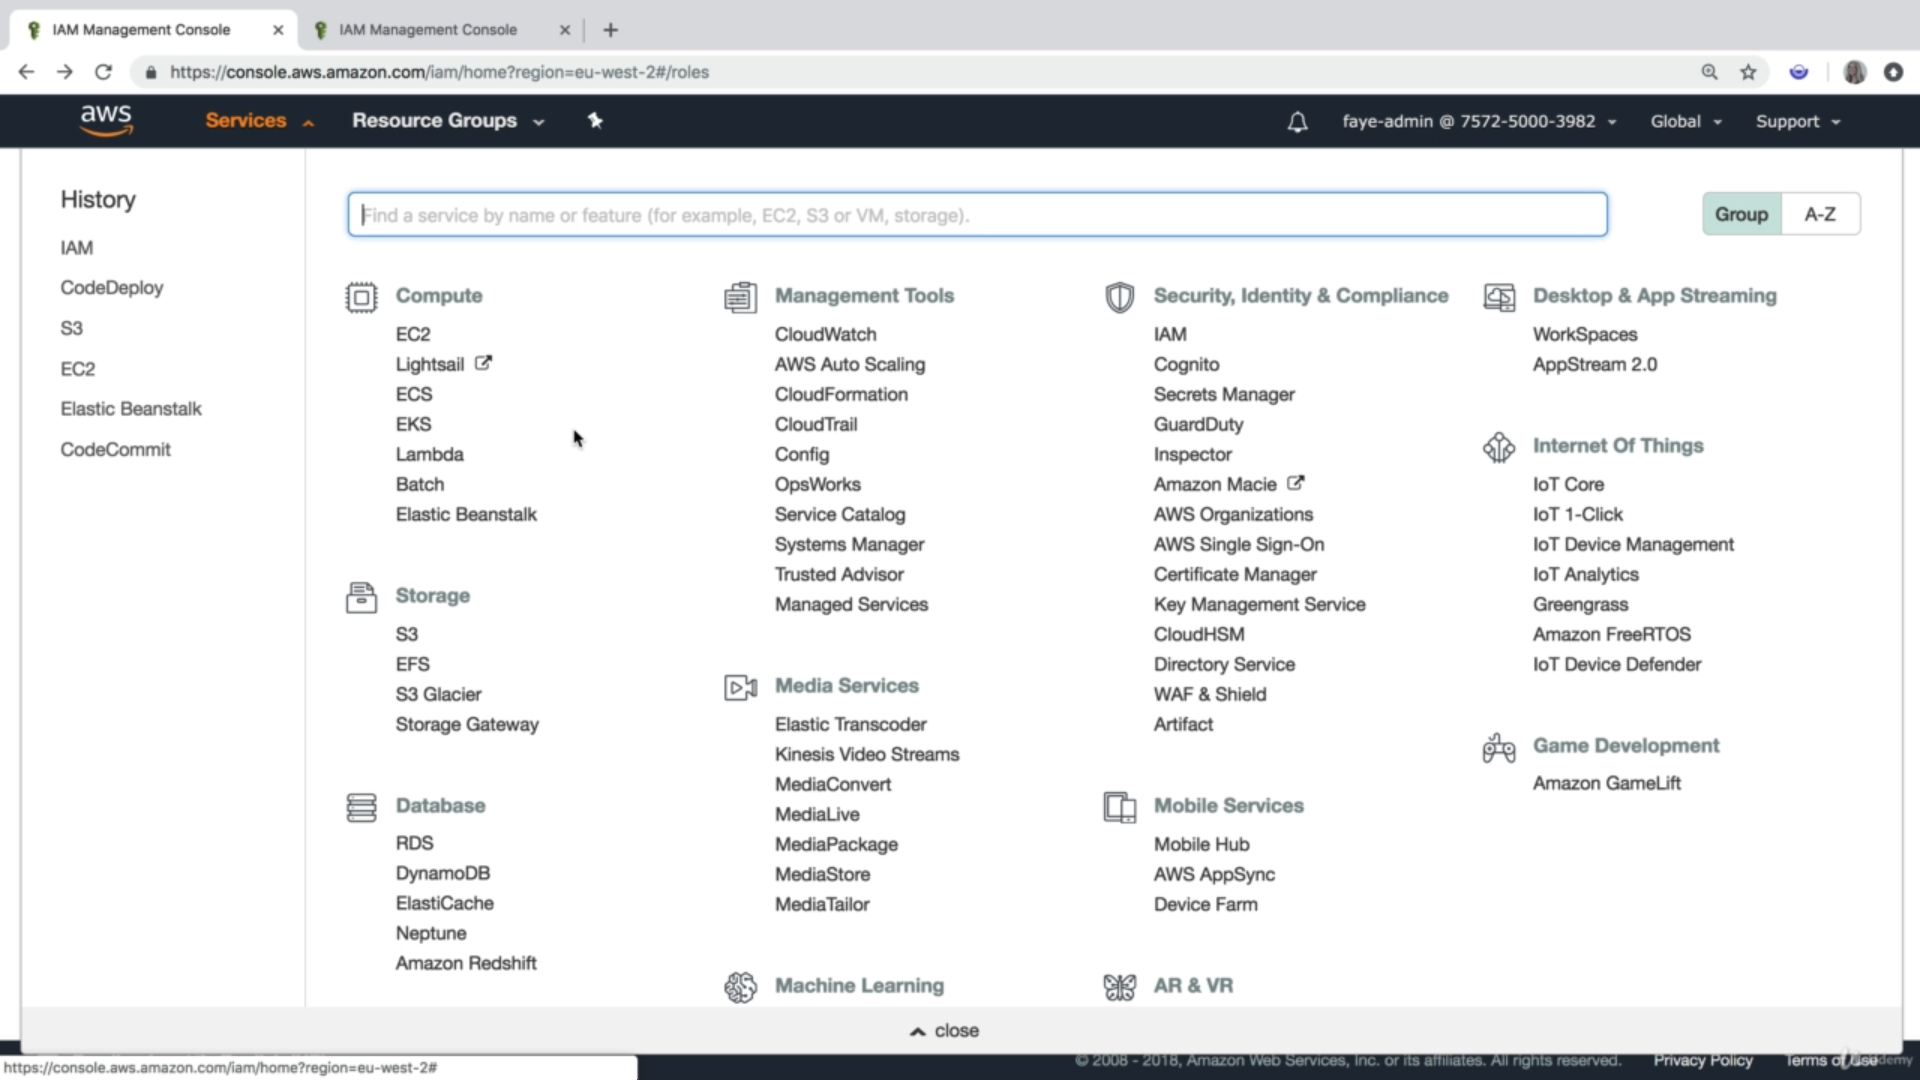 IAM Management Console
IAM Management Console
https://console.aws.amazon.com/iam/home?region=eu-west-2#/roles
aws
Services
Resource Groups
faye-admin @ 7572-5000-3982
Global
Support
History
IAM
CodeDeploy
S3
EC2
Elastic Beanstalk
CodeCommit
Find a service by name or feature (for example, EC2, S3 or VM, storage).
Group
A-Z
Compute
EC2
Lightsail
ECS
EKS
Lambda
Batch
Elastic Beanstalk
Storage
S3
EFS
S3 Glacier
Storage Gateway
Database
RDS
DynamoDB
ElastiCache
Neptune
Amazon Redshift
Management Tools
CloudWatch
AWS Auto Scaling
CloudFormation
CloudTrail
Config
OpsWorks
Service Catalog
Systems Manager
Trusted Advisor
Managed Services
Media Services
Elastic Transcoder
Kinesis Video Streams
MediaConvert
MediaLive
MediaPackage
MediaStore
MediaTailor
Machine Learning
Security, Identity & Compliance
IAM
Cognito
Secrets Manager
GuardDuty
Inspector
Amazon Macie
AWS Organizations
AWS Single Sign-On
Certificate Manager
Key Management Service
CloudHSM
Directory Service
WAF & Shield
Artifact
Mobile Services
Mobile Hub
AWS AppSync
Device Farm
AR & VR
Desktop & App Streaming
WorkSpaces
AppStream 2.0
Internet Of Things
IoT Core
IoT 1-Click
IoT Device Management
IoT Analytics
Greengrass
Amazon FreeRTOS
IoT Device Defender
Game Development
Amazon GameLift
close
https://console.aws.amazon.com/iam/home?region=eu-west-2#
© 2008 - 2018, Amazon Web Services, Inc. or its affiliates. All rights reserved.
Privacy Policy
Terms of Use